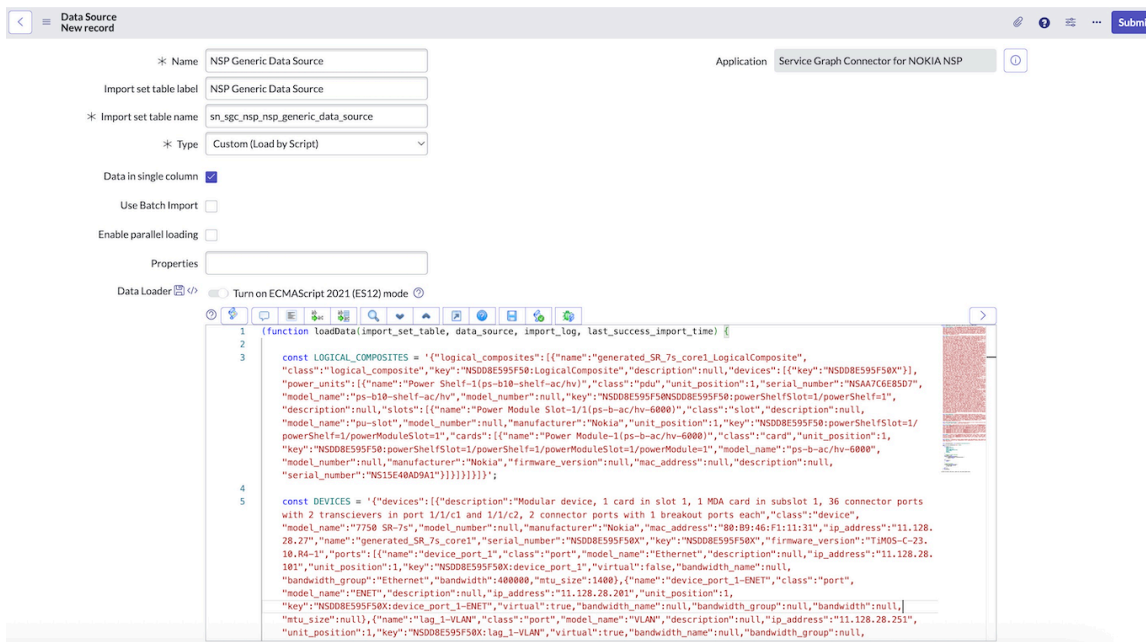 Data Source
New record
Submi
Name
NSP Generic Data Source
Application
Service Graph Connector for NOKIA NSP
Import set table label
NSP Generic Data Source
Import set table name
sn_sgc_nsp_nsp_generic_data_source
Type
Custom (Load by Script)
Data in single column
Use Batch Import
Enable parallel loading
Properties
Data Loader
Turn on ECMAScript 2021 (ES12) mode
1 (function loadData(import_set_table, data_source, import_log, last_success_import_time) {
2
3 const LOGICAL_COMPOSITES = '{"logical_composites":[{"name":"generated_SR_7s_core1_LogicalComposite",
"class":"logical_composite","key":"NSDD8E595F50:LogicalComposite","description":null,"devices":[{"key":"NSDD8E595F50X"}],
"power_units":[{"name":"Power Shelf-1(ps-b10-shelf-ac/hv)","class":"pdu","unit_position":1,"serial_number":"NSAA7C6E85D7",
"model_name":"ps-b10-shelf-ac/hv","model_number":null,"key":"NSDD8E595F50NSDD8E595F50:powerShelfSlot=1/powerShelf=1",
"description":null,"slots":[{"name":"Power Module Slot-1/1(ps-b-ac/hv-6000)","class":"slot","description":null,
"model_name":"pu-slot","model_number":null,"manufacturer":"Nokia","unit_position":1,"key":"NSDD8E595F50:powerShelfSlot=1/
powerShelf=1/powerModuleSlot=1","cards":[{"name":"Power Module-1(ps-b-ac/hv-6000)","class":"card","unit_position":1,
"key":"NSDD8E595F50:powerShelfSlot=1/powerShelf=1/powerModuleSlot=1/powerModule=1","model_name":"ps-b-ac/hv-6000",
"model_number":null,"manufacturer":"Nokia","firmware_version":null,"mac_address":null,"description":null,
"serial_number":"NS15E40AD9A1"}]}]}]}]}';
4
5 const DEVICES = '{"devices":[{"description":"Modular device, 1 card in slot 1, 1 MDA card in subslot 1, 36 connector ports
with 2 transcievers in port 1/1/c1 and 1/1/c2, 2 connector ports with 1 breakout ports each","class":"device",
"model_name":"7750 SR-7s","model_number":null,"manufacturer":"Nokia","mac_address":"80:B9:46:F1:11:31","ip_address":"11.128.
28.27","name":"generated_SR_7s_core1","serial_number":"NSDD8E595F50X","key":"NSDD8E595F50X","firmware_version":"TiMOS-C-23.
10.R4-1","ports":[{"name":"device_port_1","class":"port","model_name":"Ethernet","description":null,"ip_address":"11.128.28.
101","unit_position":1,"key":"NSDD8E595F50X:device_port_1","virtual":false,"bandwidth_name":null,
"bandwidth_group":"Ethernet","bandwidth":400000,"mtu_size":1400},{"name":"device_port_1-ENET","class":"port",
"model_name":"ENET","description":null,"ip_address":"11.128.28.201","unit_position":1,
"key":"NSDD8E595F50X:device_port_1-ENET","virtual":true,"bandwidth_name":null,"bandwidth_group":null,"bandwidth":null,
"mtu_size":null},{"name":"lag_1-VLAN","class":"port","model_name":"VLAN","description":null,"ip_address":"11.128.28.251",
"unit_position":1,"key":"NSDD8E595F50X:lag_1-VLAN","virtual":true,"bandwidth_name":null,"bandwidth_group":null,